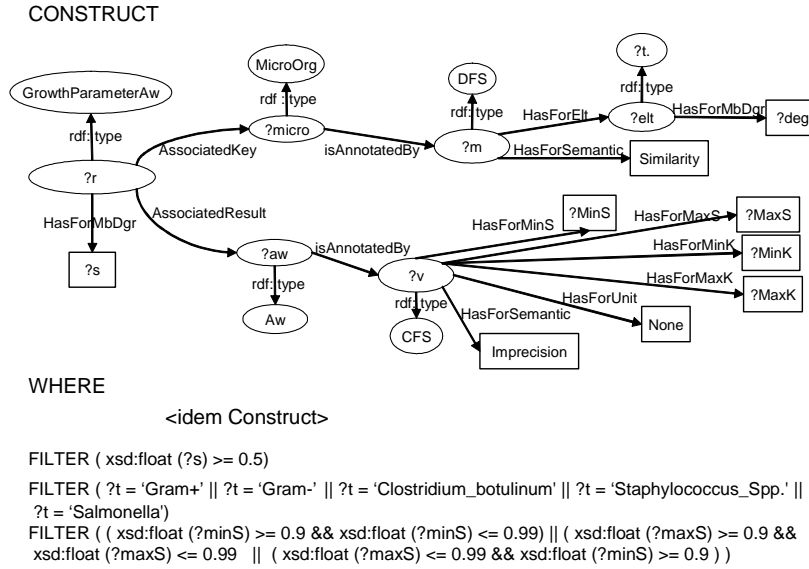 CONSTRUCT
MicroOrg
?t.
DFS
GrowthParameterAw
rdf : type
rdf: type
rdf: type
HasForElt
HasForMbDgr
rdf: type
?micro
?elt
?deg
AssociatedKey
isAnnotatedBy
?m
HasForSemantic
Similarity
?r
AssociatedResult
HasForMbDgr
?MinS
HasForMinS
HasForMaxS
?MaxS
?s
?aw
isAnnotatedBy
?v
HasForMinK
?MinK
HasForMaxK
?MaxK
rdf: type
rdf: type
HasForUnit
HasForSemantic
None
Aw
CFS
Imprecision
WHERE
<idem Construct>
FILTER ( xsd:float (?s) >= 0.5)
FILTER ( ?t = ‘Gram+’ || ?t = ‘Gram-’ || ?t = ‘Clostridium_botulinum’ || ?t = ‘Staphylococcus_Spp.’ ||
?t = ‘Salmonella’)
FILTER ( ( xsd:float (?minS) >= 0.9 && xsd:float (?minS) <= 0.99) || ( xsd:float (?maxS) >= 0.9 &&
xsd:float (?maxS) <= 0.99 || ( xsd:float (?maxS) <= 0.99 && xsd:float (?minS) >= 0.9 ) )